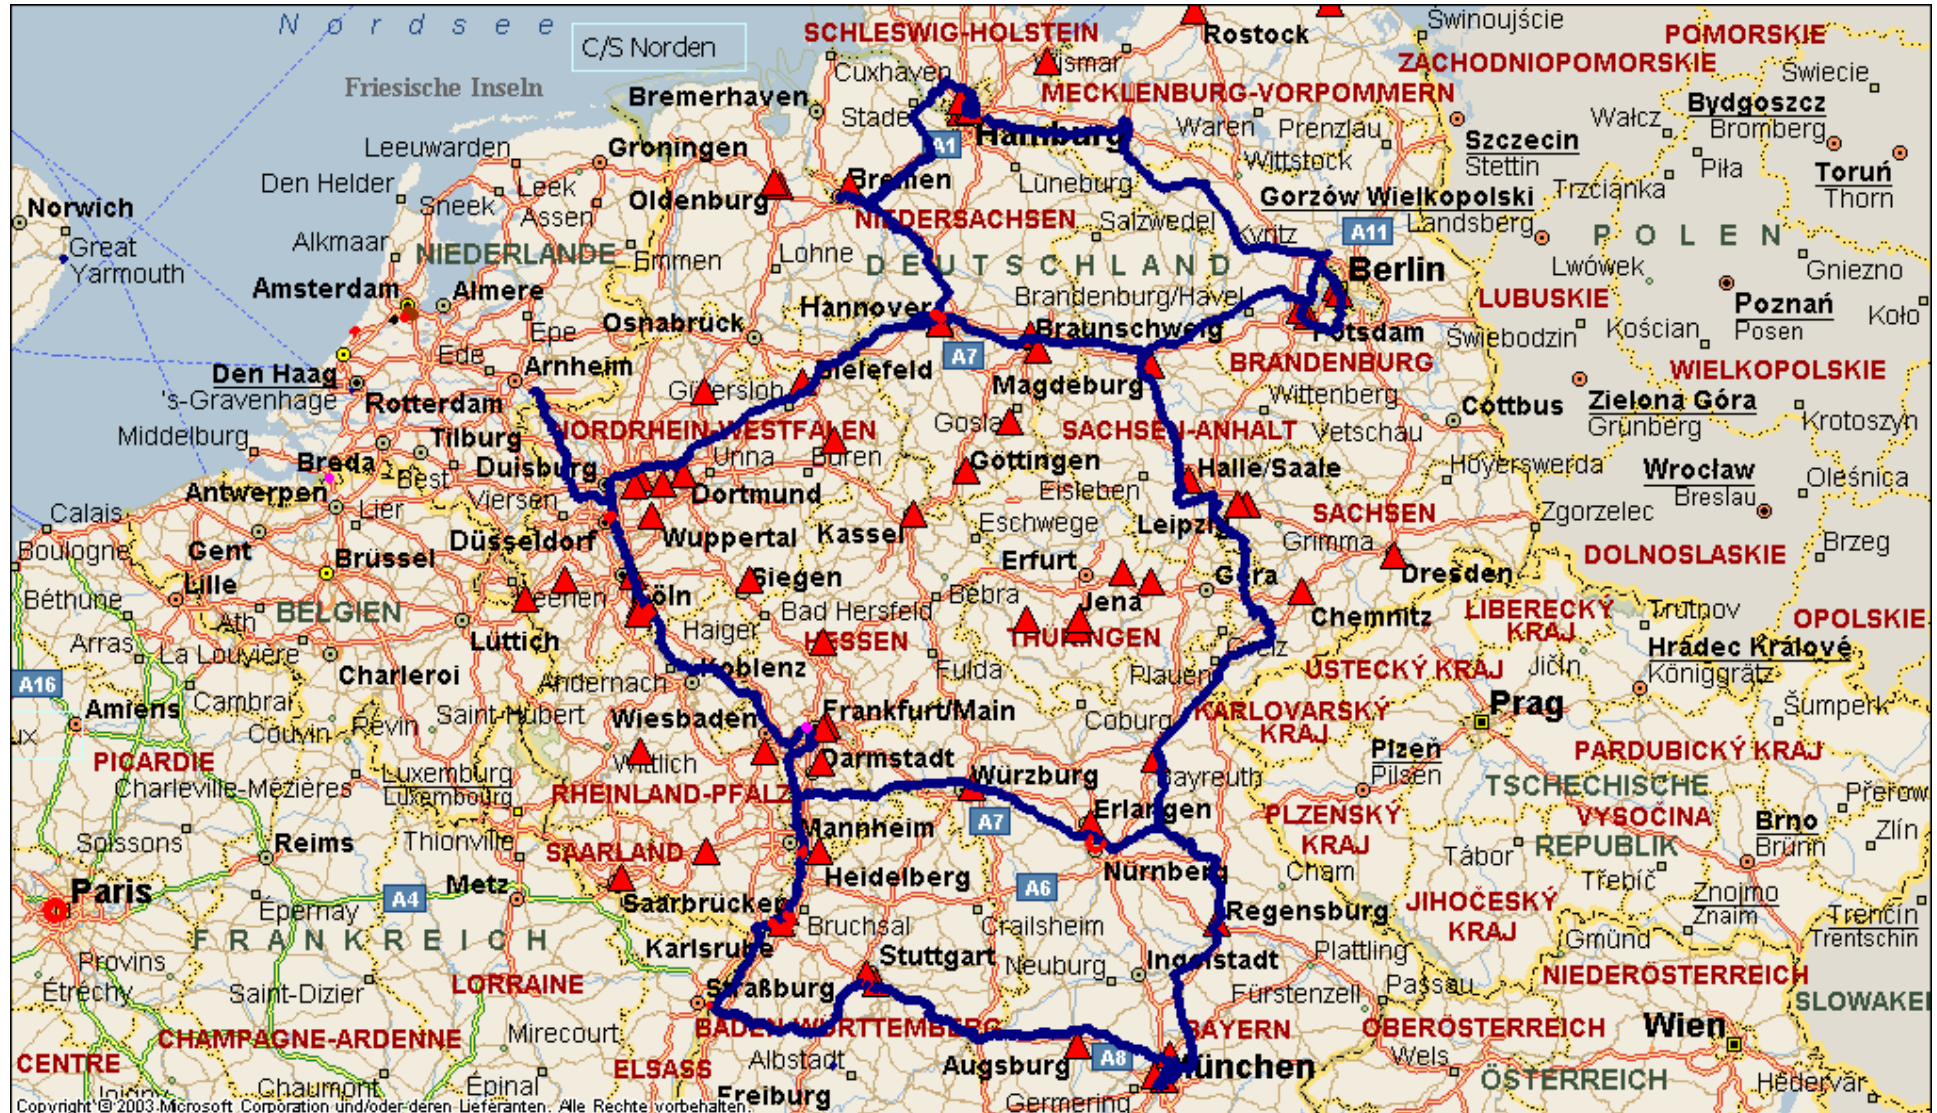 N o r d s e e
C/S Norden
SCHLESWIG-HOLSTEIN
Rostock
Świnoujście
POMORSKIE
Cuxhaven
Wismar
ZACHODNIOPOMORSKIE
Świecie
Friesische Inseln
Bremerhaven
Stade
MECKLENBURG-VORPOMMERN
Bydgoszcz
Bromberg
Wałcz
Hamburg
Waren
Prenzlau
Szczecin
Stettin
Leeuwarden
Groningen
A1
Wittstock
Piła
Toruń
Thorn
Den Helder
Leek
Sneek
Assen
Oldenburg
Bremen
Lüneburg
Gorzów Wielkopolski
Landsberg
Trzcianka
Norwich
Great
Yarmouth
Alkmaar
NIEDERLANDE
Emmen
Lohne
NIEDERSACHSEN
Salzwedel
Kyritz
A11
P O L E N
D E U T S C H L A N D
Berlin
Lwówek
Gniezno
Amsterdam
Almere
Epe
Osnabrück
Hannover
Brandenburg/Havel
LUBUSKIE
Poznań
Posen
Koło
Braunschweig
Potsdam
Świebodzin
Kościan
Ede
Arnheim
A7
BRANDENBURG
WIELKOPOLSKIE
Den Haag
's-Gravenhage
Rotterdam
Gütersloh
Bielefeld
Magdeburg
Wittenberg
Cottbus
Zielona Góra
Grünberg
Krotoszyn
Middelburg
Tilburg
NORDRHEIN-WESTFALEN
SACHSEN-ANHALT
Vetschau
Breda
Best
Duisburg
Unna
Büren
Göttingen
Halle/Saale
Hoyerswerda
Wrocław
Breslau
Oleśnica
Antwerpen
Viersen
Dortmund
Eisleben
Calais
Lier
Kassel
Eschwege
Leipzig
SACHSEN
Zgorzelec
Boulogne
Gent
Brüssel
Düsseldorf
Wuppertal
Erfurt
Grimma
DOLNOSLASKIE
Brzeg
Lille
Siegen
Gera
Dresden
Béthune
Ath
BELGIEN
Heerlen
Köln
Bad Hersfeld
Bebra
Jena
Chemnitz
LIBERECKÝ
KRAJ
Trutnov
OPOLSKIE
Arras
La Louvière
Lüttich
Haiger
HESSEN
THÜRINGEN
Hrádec Králové
Königgrätz
A16
Charleroi
Andernach
Koblenz
Fulda
Plauen
ÚSTECKÝ KRAJ
Jičín
Amiens
Cambrai
Couvin
Revin
Saint-Hubert
Wiesbaden
Frankfurt/Main
Coburg
KARLOVARSKÝ
KRAJ
Prag
Šumperk
PICARDIE
Charleville-Mézières
Luxemburg
Luxembourg
Wittlich
Darmstadt
Würzburg
Bayreuth
Plzeň
Pilsen
PARDUBICKÝ KRAJ
TSCHECHISCHE
REPUBLIK
RHEINLAND-PFALZ
Erlangen
PLZENSKÝ
KRAJ
VYSOČINA
Brno
Brünn
Přerow
Zlín
Soissons
Reims
Thionville
SAARLAND
Mannheim
A7
Tábor
Třebíč
Paris
Épernay
A4
Metz
Saarbrücken
Heidelberg
A6
Nürnberg
Cham
JIHOČESKÝ
KRAJ
Znojmo
Znaim
Trenčín
Trentschin
F R A N K R E I C H
Karlsruhe
Bruchsal
Crailsheim
Regensburg
Plattling
Gmünd
Provins
Étrechy
Saint-Dizier
LORRAINE
Straßburg
Stuttgart
Neuburg
Ingolstadt
Fürstenzell
Passau
NIEDERÖSTERREICH
SLOWAKEI
CHAMPAGNE-ARDENNE
Mirecourt
BADEN-WÜRTTEMBERG
BAYERN
OBERÖSTERREICH
Wien
CENTRE
ELSASS
Albstadt
Augsburg
A8
München
Wels
ÖSTERREICH
Chaumont
Épinal
Freiburg
Germering
Copyright © 2003 Microsoft Corporation und/oder deren Lieferanten. Alle Rechte vorbehalten.